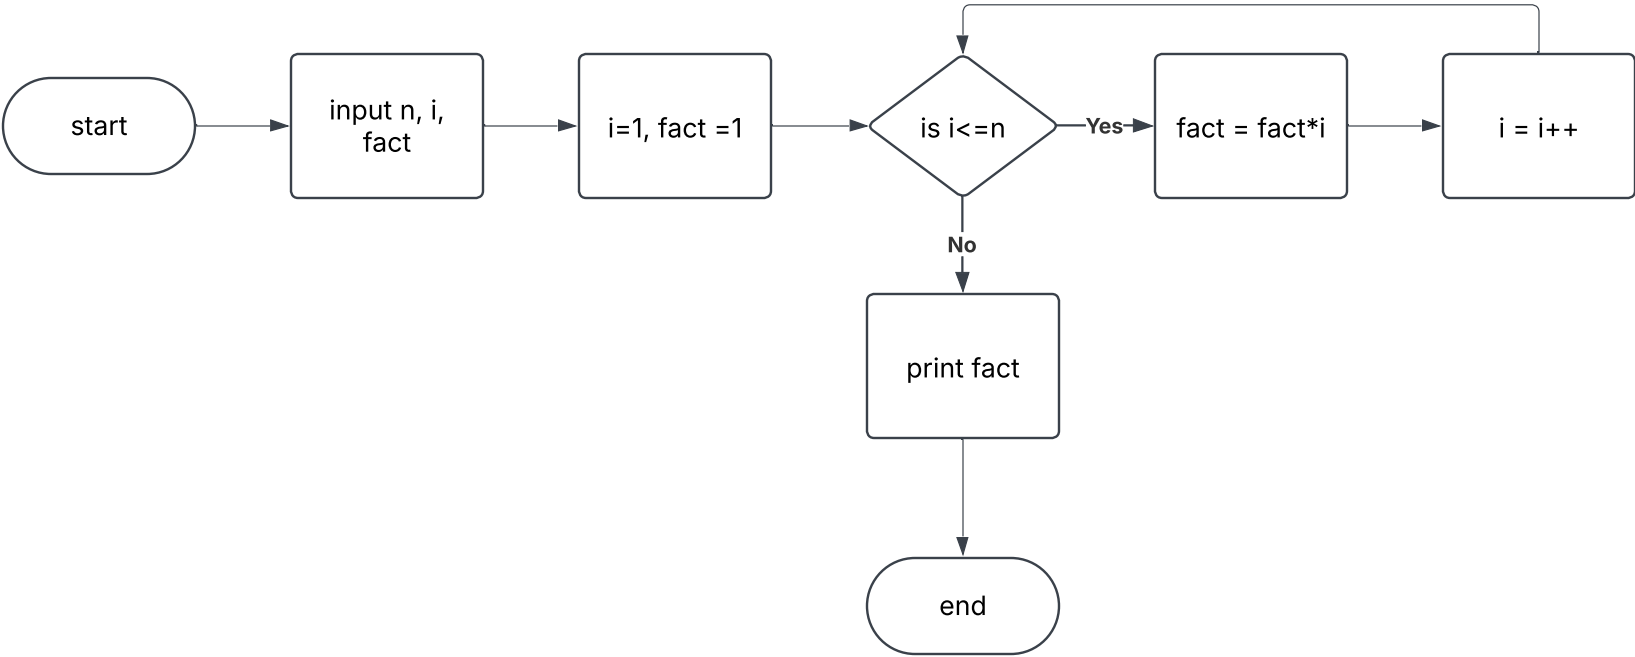 start
input n, i,
fact
i=1, fact =1
is i<=n
Yes
fact = fact*i
i = i++
No
print fact
end